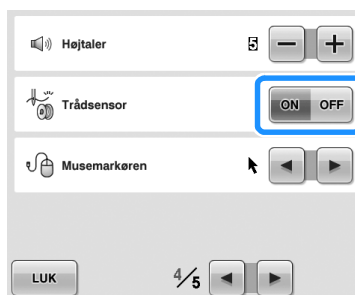 Højtaler 5 − +
Trådsensor ON OFF
Musemarkøren
LUK 4/5